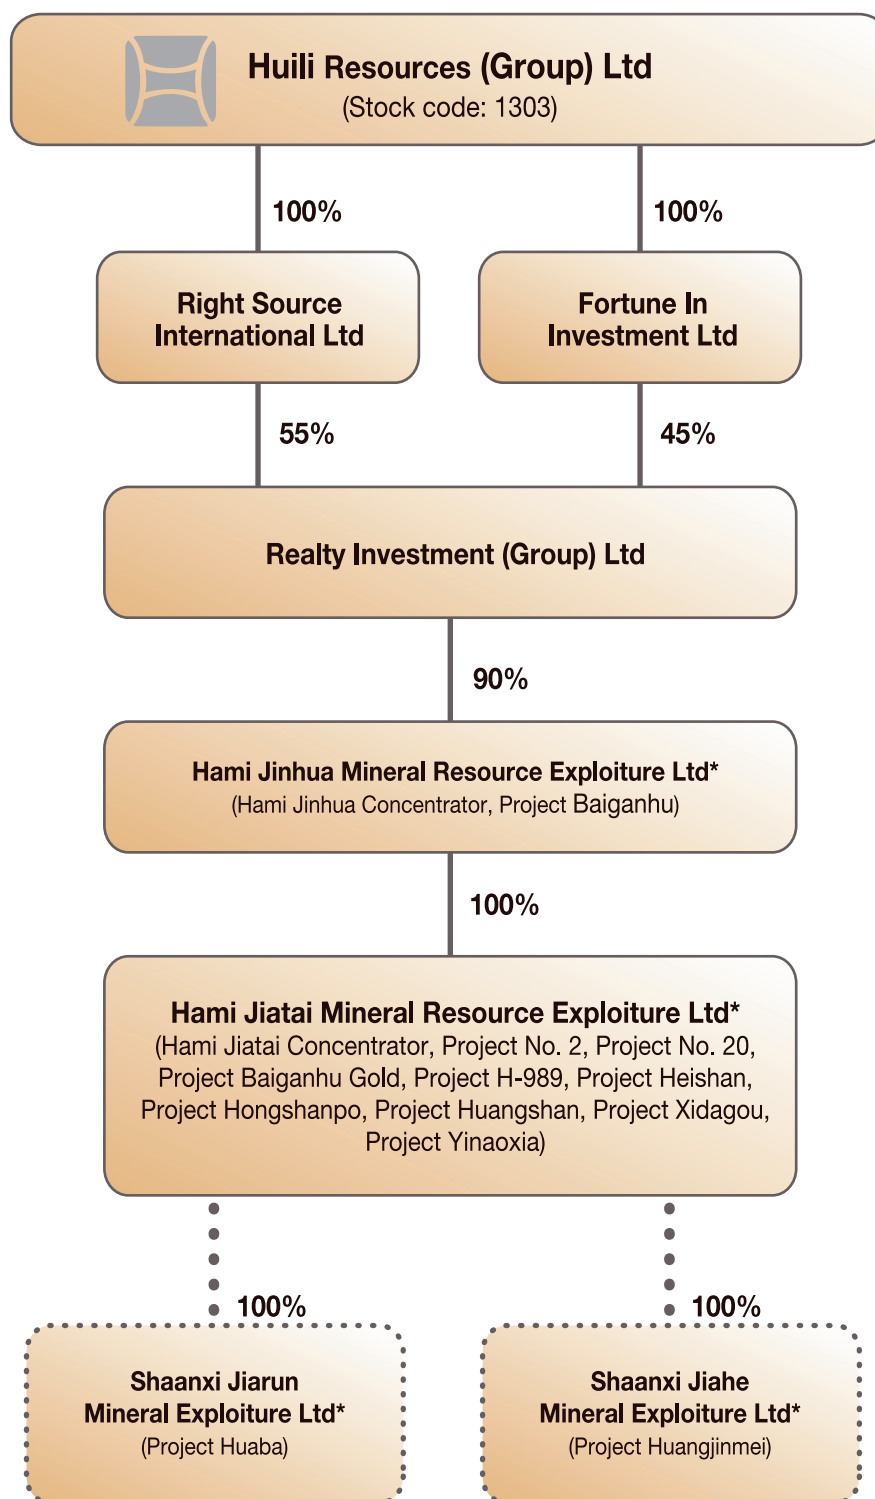 Huili Resources (Group) Ltd
(Stock code: 1303)
100%
100%
Right Source
International Ltd
Fortune In
Investment Ltd
55%
45%
Realty Investment (Group) Ltd
90%
Hami Jinhua Mineral Resource Exploiture Ltd*
(Hami Jinhua Concentrator, Project Baiganhu)
100%
Hami Jiatai Mineral Resource Exploiture Ltd*
(Hami Jiatai Concentrator, Project No. 2, Project No. 20,
Project Baiganhu Gold, Project H-989, Project Heishan,
Project Hongshanpo, Project Huangshan, Project Xidagou,
Project Yinaoxia)
100%
100%
Shaanxi Jiarun
Mineral Exploiture Ltd*
(Project Huaba)
Shaanxi Jiahe
Mineral Exploiture Ltd*
(Project Huangjinmei)